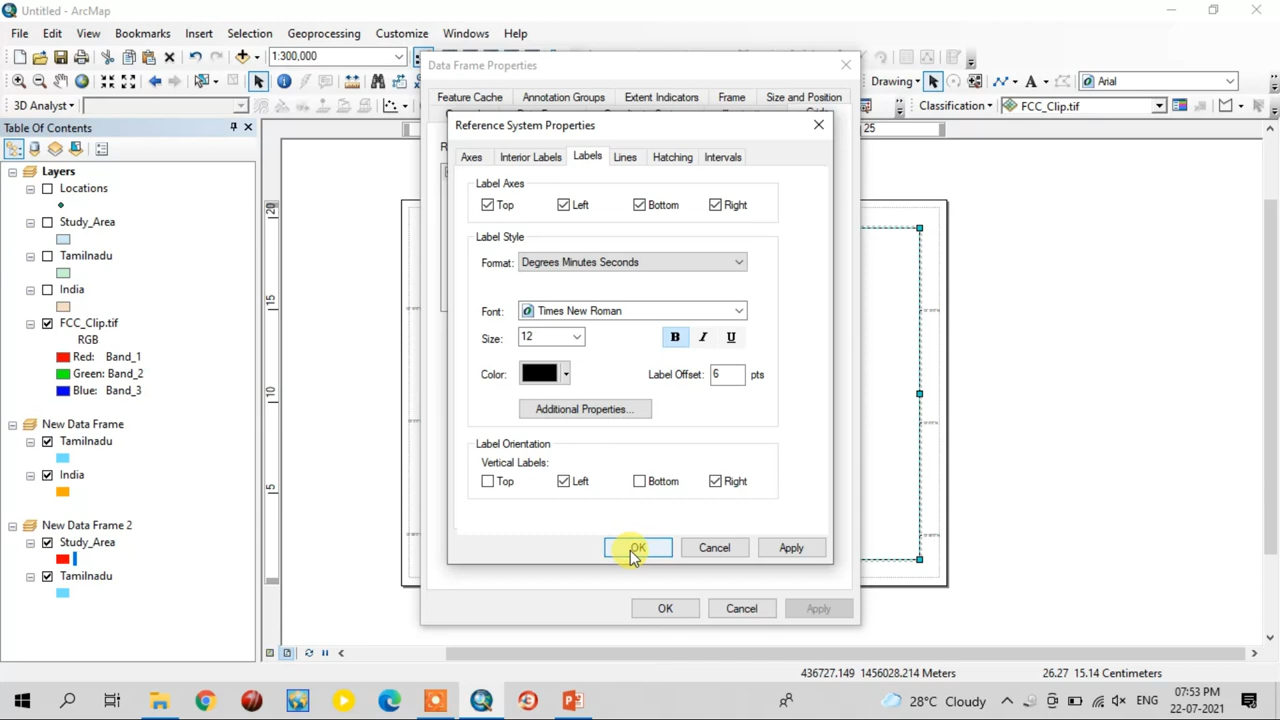 Untitled - ArcMap
File Edit View Bookmarks Insert Selection Geoprocessing Customize Windows Help
1:300,000
Drawing Arial
3D Analyst
Classification FCC_Clip.tif
Table Of Contents
Layers
Locations
Study_Area
Tamilnadu
India
FCC_Clip.tif
RGB
Red: Band_1
Green: Band_2
Blue: Band_3
New Data Frame
Tamilnadu
India
New Data Frame 2
Study_Area
Tamilnadu
20
15
10
5
25
Data Frame Properties
Feature Cache Annotation Groups Extent Indicators Frame Size and Position
Reference System Properties
Axes Interior Labels Labels Lines Hatching Intervals
Label Axes
Top Left Bottom Right
Label Style
Format: Degrees Minutes Seconds
Font: Times New Roman
Size: 12 B I U
Color: Label Offset: 6 pts
Additional Properties...
Label Orientation
Vertical Labels:
Top Left Bottom Right
OK Cancel Apply
OK Cancel Apply
436727.149 1456028.214 Meters 26.27 15.14 Centimeters
28°C Cloudy ENG 07:53 PM
22-07-2021